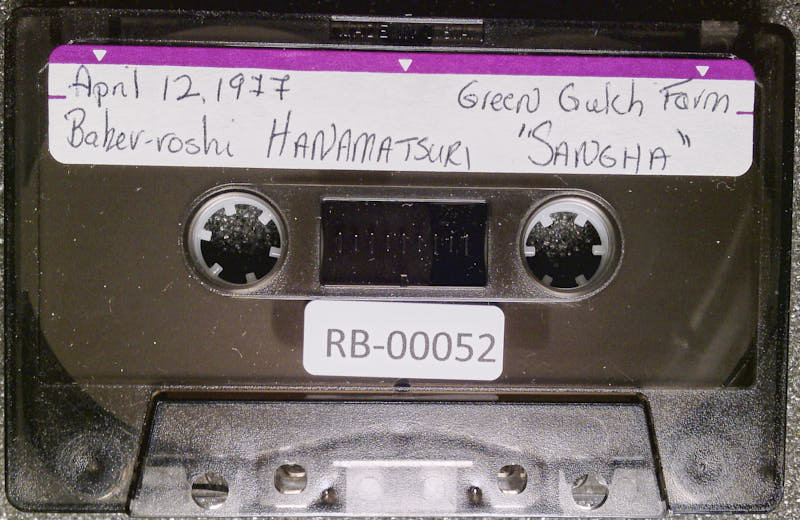 April 12, 1977 Green Gulch Farm
Baker-roshi HANAMATSURI "SANGHA"
RB-00052